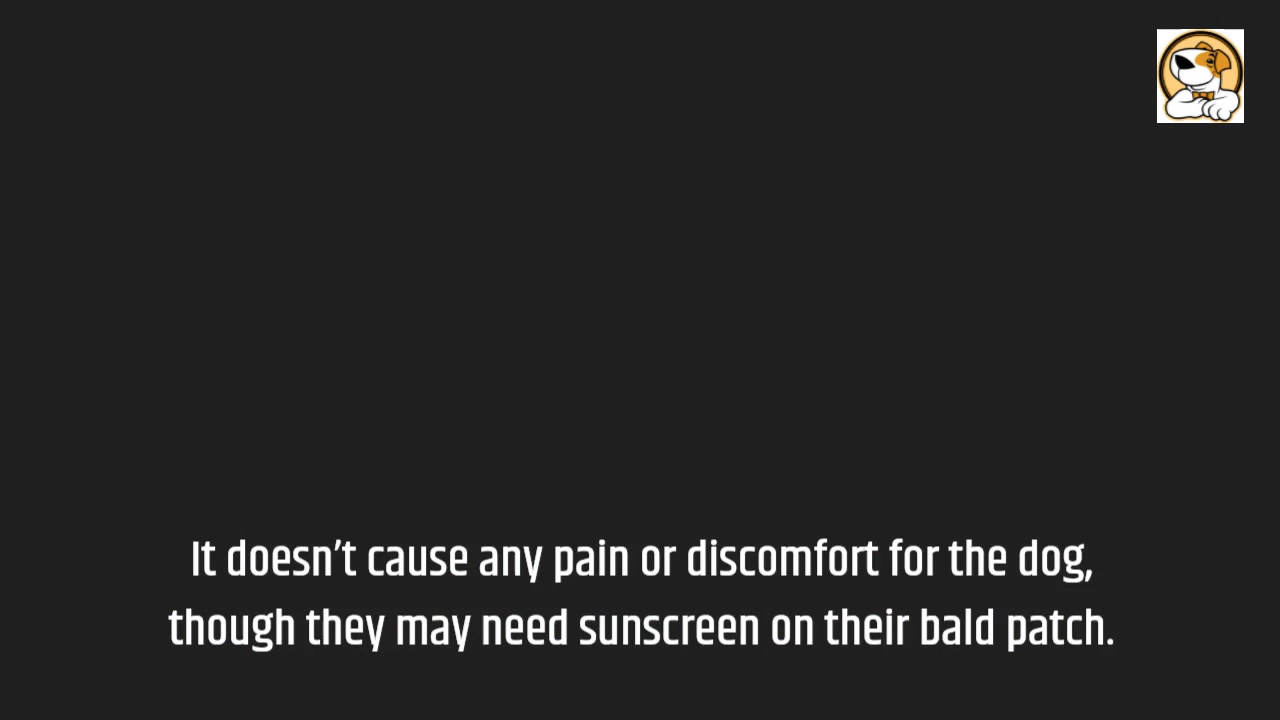 It doesn’t cause any pain or discomfort for the dog,
though they may need sunscreen on their bald patch.